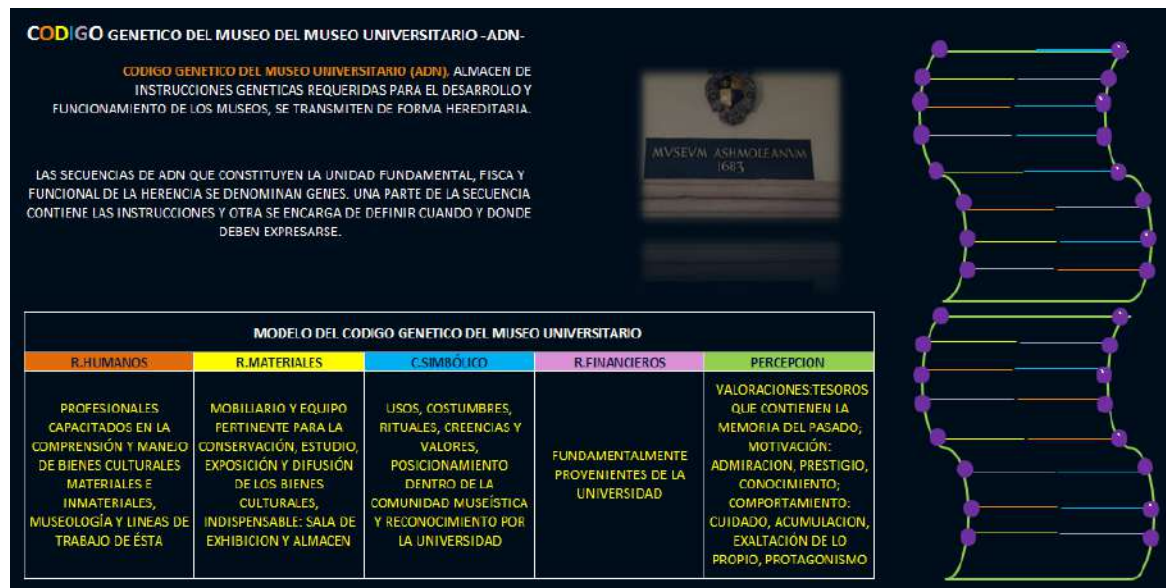 CODIGO GENETICO DEL MUSEO DEL MUSEO UNIVERSITARIO -ADN-
CODIGO GENETICO DEL MUSEO UNIVERSITARIO (ADN). ALMACEN DE
INSTRUCCIONES GENETICAS REQUERIDAS PARA EL DESARROLLO Y
FUNCIONAMIENTO DE LOS MUSEOS, SE TRANSMITEN DE FORMA HEREDITARIA.
LAS SECUENCIAS DE ADN QUE CONSTITUYEN LA UNIDAD FUNDAMENTAL, FISCA Y
FUNCIONAL DE LA HERENCIA SE DENOMINAN GENES. UNA PARTE DE LA SECUENCIA
CONTIENE LAS INSTRUCCIONES Y OTRA SE ENCARGA DE DEFINIR CUANDO Y DONDE
DEBEN EXPRESARSE.
MVSEVM ASHMOLEANVM
1683
MODELO DEL CODIGO GENETICO DEL MUSEO UNIVERSITARIO
R.HUMANOS
PROFESIONALES
CAPACITADOS EN LA
COMPRENSIÓN Y MANEJO
DE BIENES CULTURALES
MATERIALES E
INMATERIALES,
MUSEOLOGÍA Y LINEAS DE
TRABAJO DE ÉSTA
R.MATERIALES
MOBILIARIO Y EQUIPO
PERTINENTE PARA LA
CONSERVACIÓN, ESTUDIO,
EXPOSICIÓN Y DIFUSIÓN
DE LOS BIENES
CULTURALES,
INDISPENSABLE: SALA DE
EXHIBICION Y ALMACEN
C.SIMBÓLICO
USOS, COSTUMBRES,
RITUALES, CREENCIAS Y
VALORES,
POSICIONAMIENTO
DENTRO DE LA
COMUNIDAD MUSEÍSTICA
Y RECONOCIMIENTO POR
LA UNIVERSIDAD
R.FINANCIEROS
FUNDAMENTALMENTE
PROVENIENTES DE LA
UNIVERSIDAD
PERCEPCION
VALORACIONES:TESOROS
QUE CONTIENEN LA
MEMORIA DEL PASADO;
MOTIVACIÓN:
ADMIRACION, PRESTIGIO,
CONOCIMIENTO;
COMPORTAMIENTO:
CUIDADO, ACUMULACION,
EXALTACIÓN DE LO
PROPIO, PROTAGONISMO